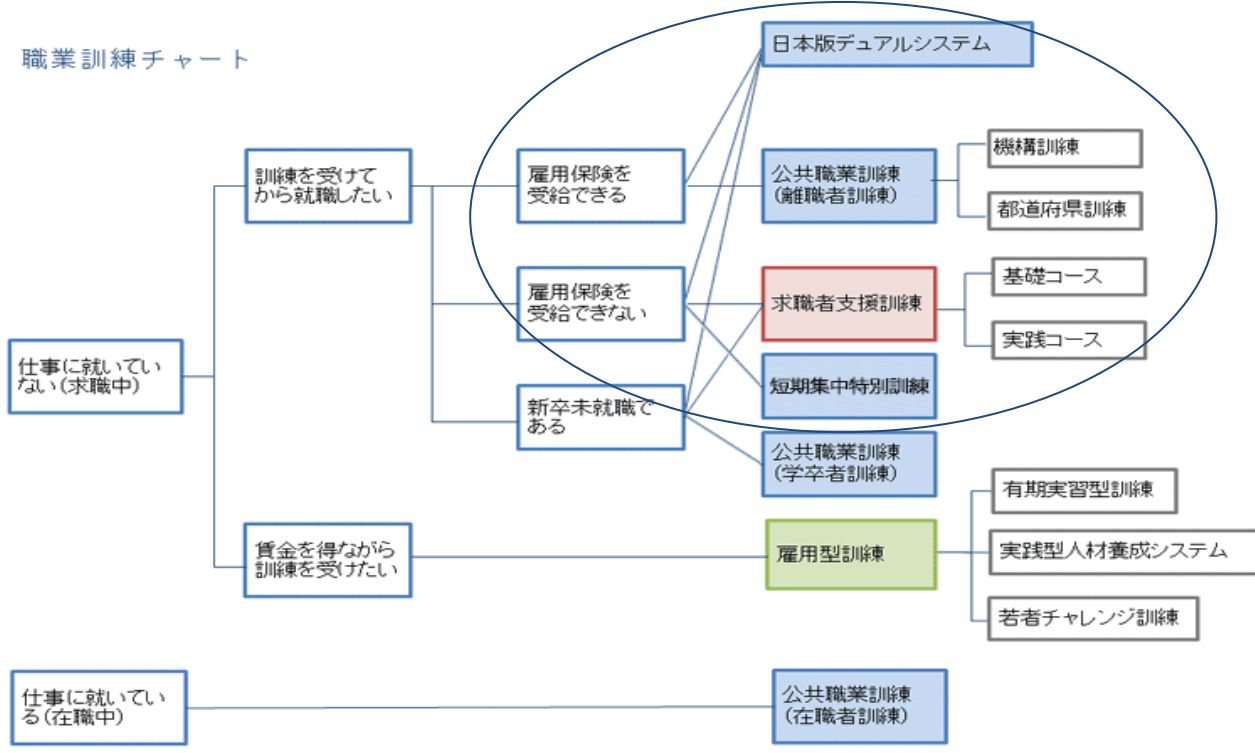 職業訓練チャート
日本版デュアルシステム
訓練を受けて
から就職したい
雇用保険を
受給できる
公共職業訓練
(離職者訓練)
機構訓練
都道府県訓練
雇用保険を
受給できない
求職者支援訓練
基礎コース
実践コース
仕事に就いてい
ない(求職中)
短期集中特別訓練
新卒未就職で
ある
公共職業訓練
(学卒者訓練)
賃金を得ながら
訓練を受けたい
雇用型訓練
有期実習型訓練
実践型人材養成システム
若者チャレンジ訓練
仕事に就いてい
る(在職中)
公共職業訓練
(在職者訓練)